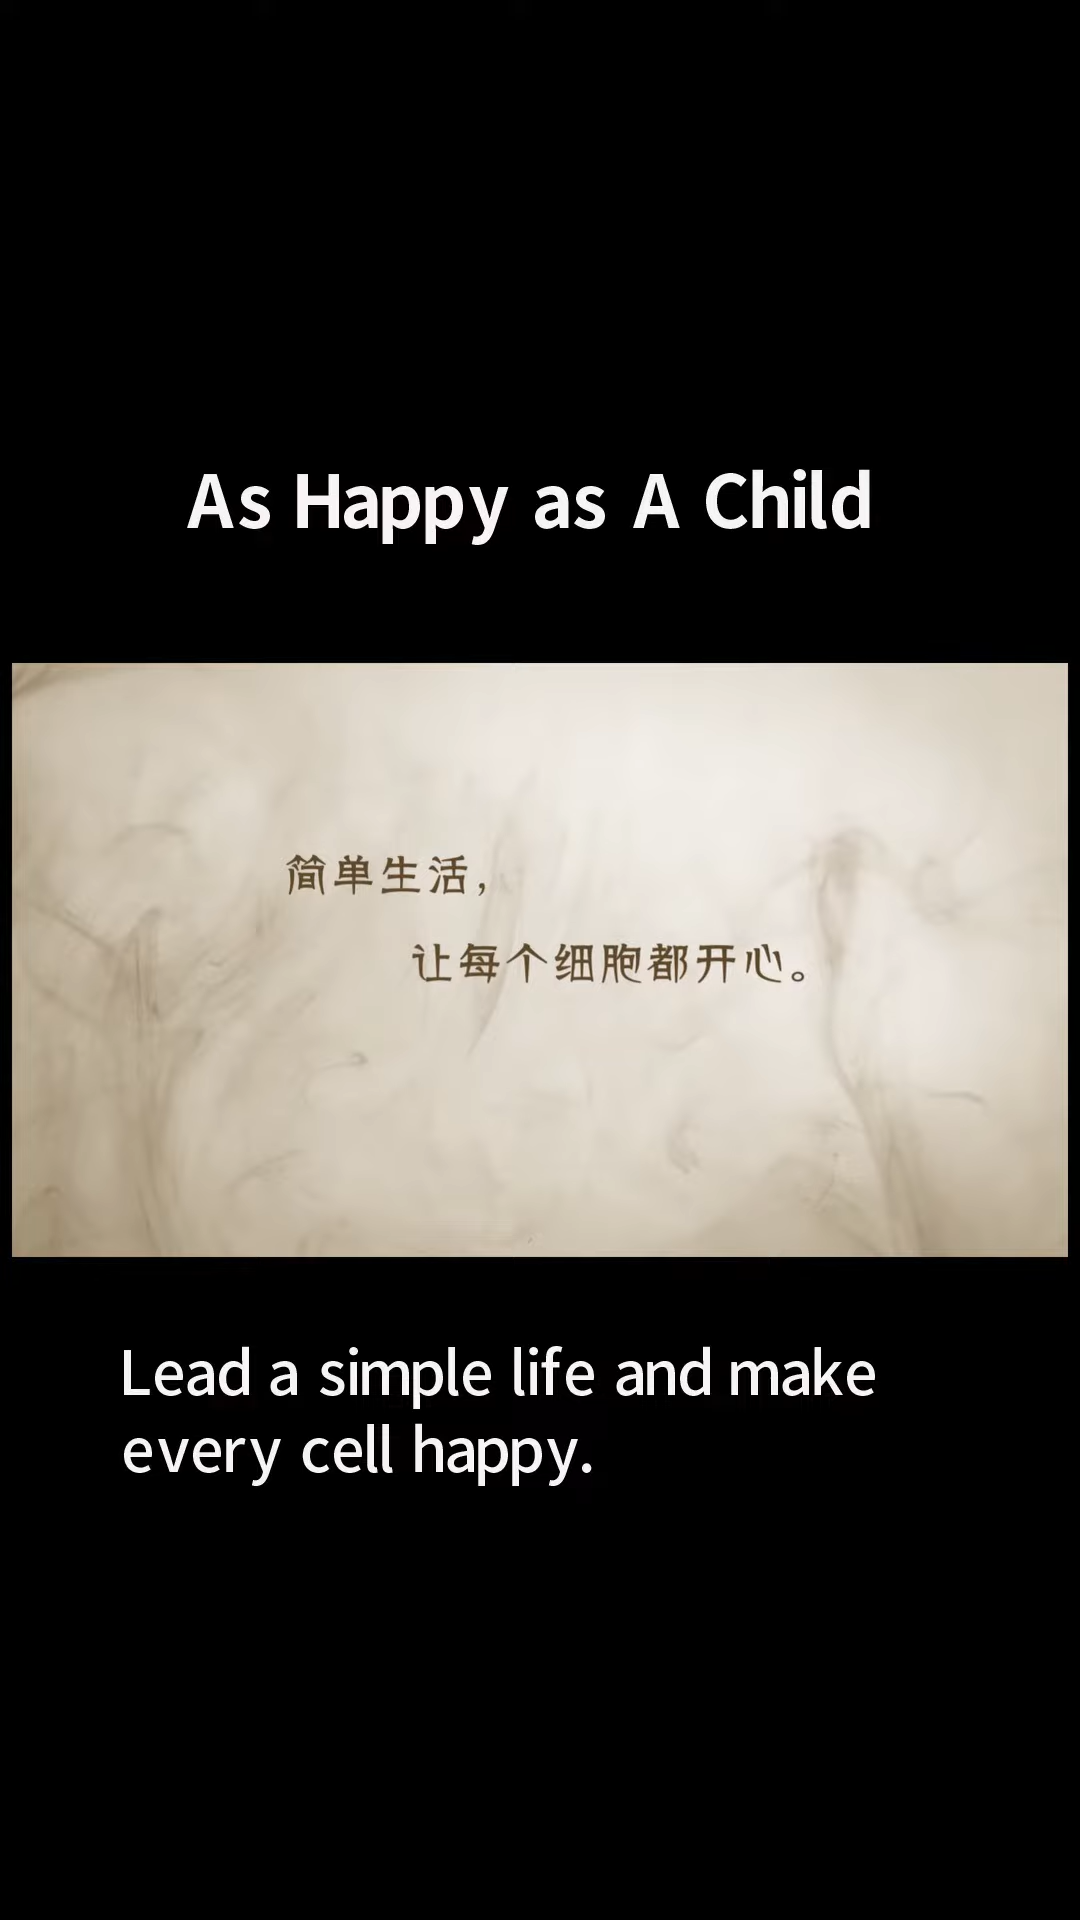 As Happy as A Child
简单生活，
让每个细胞都开心。
Lead a simple life and make
every cell happy.